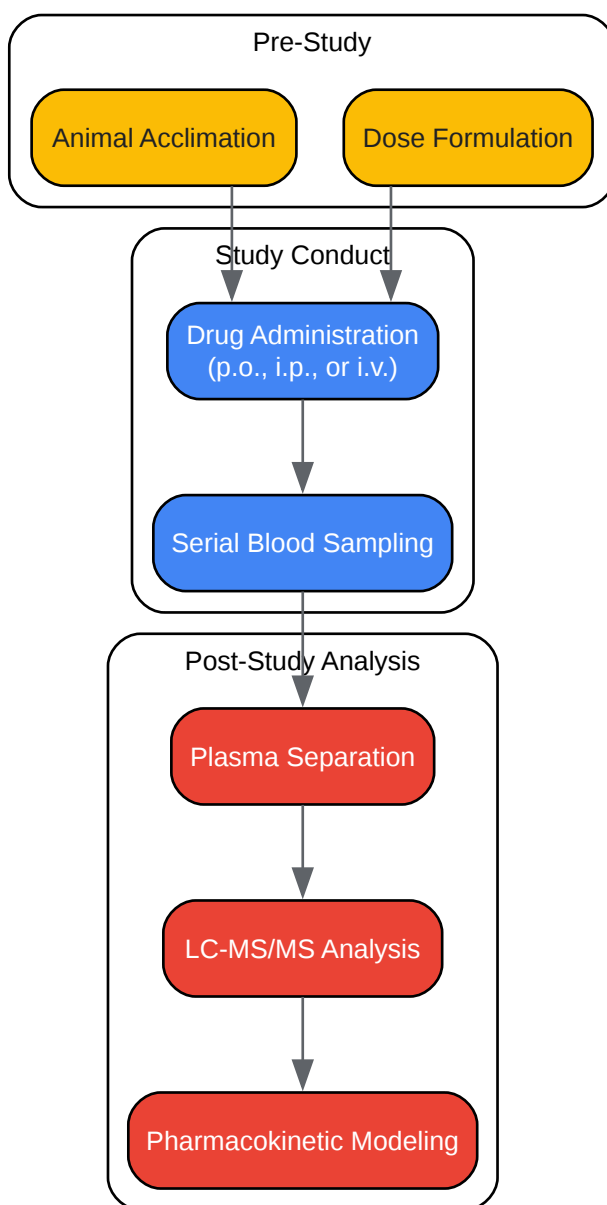 Pre-Study
Animal Acclimation
Dose Formulation
Study Conduct
Drug Administration
(p.o., i.p., or i.v.)
Serial Blood Sampling
Post-Study Analysis
Plasma Separation
LC-MS/MS Analysis
Pharmacokinetic Modeling